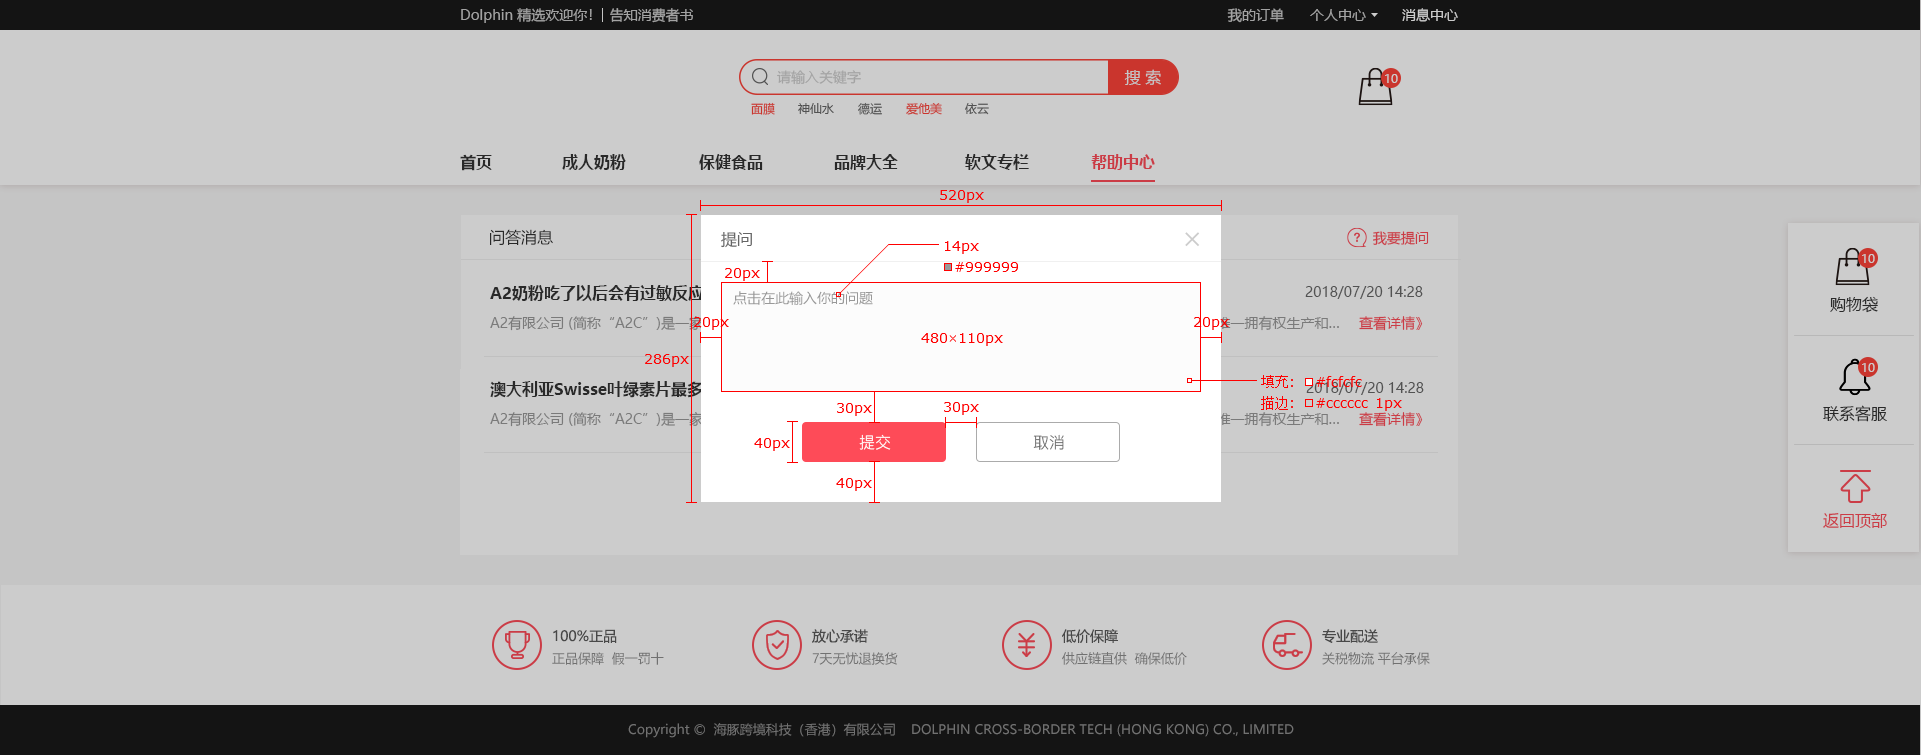 Dolphin 精选欢迎你！| 告知消费者书
我的订单 个人中心 消息中心
请输入关键字 搜 索
10
面膜 神仙水 德运 爱他美 依云
首页 成人奶粉 保健食品 品牌大全 软文专栏 帮助中心
520px
问答消息
我要提问
提问
14px
#999999
20px
点击在此输入你的问题
A2奶粉吃了以后会有过敏反应
2018/07/20 14:28
A2有限公司 (简称“A2C”)是一家
唯一拥有权生产和... 查看详情》
20px
20px
480×110px
286px
填充： #fcfcfc
描边： #cccccc 1px
澳大利亚Swisse叶绿素片最多
2018/07/20 14:28
A2有限公司 (简称“A2C”)是一家
唯一拥有权生产和... 查看详情》
30px
30px
40px
提交
取消
40px
10
购物袋
10
联系客服
返回顶部
100%正品
正品保障 假一罚十
放心承诺
7天无忧退换货
低价保障
供应链直供 确保低价
专业配送
关税物流 平台承保
Copyright © 海豚跨境科技（香港）有限公司 DOLPHIN CROSS-BORDER TECH (HONG KONG) CO., LIMITED